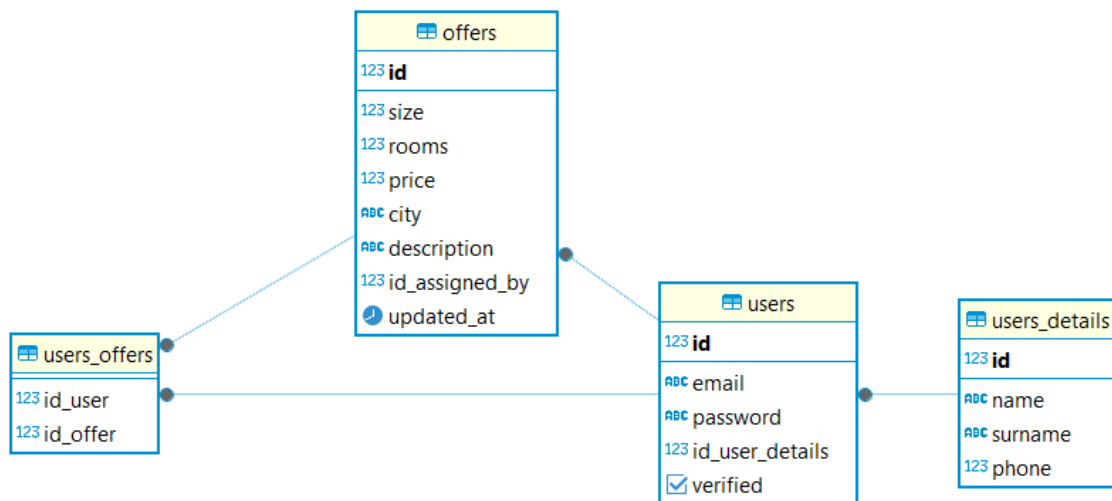 offers
123 id
123 size
123 rooms
123 price
ABC city
ABC description
123 id_assigned_by
updated_at
users_offers
123 id_user
123 id_offer
users
123 id
ABC email
ABC password
123 id_user_details
verified
users_details
123 id
ABC name
ABC surname
123 phone